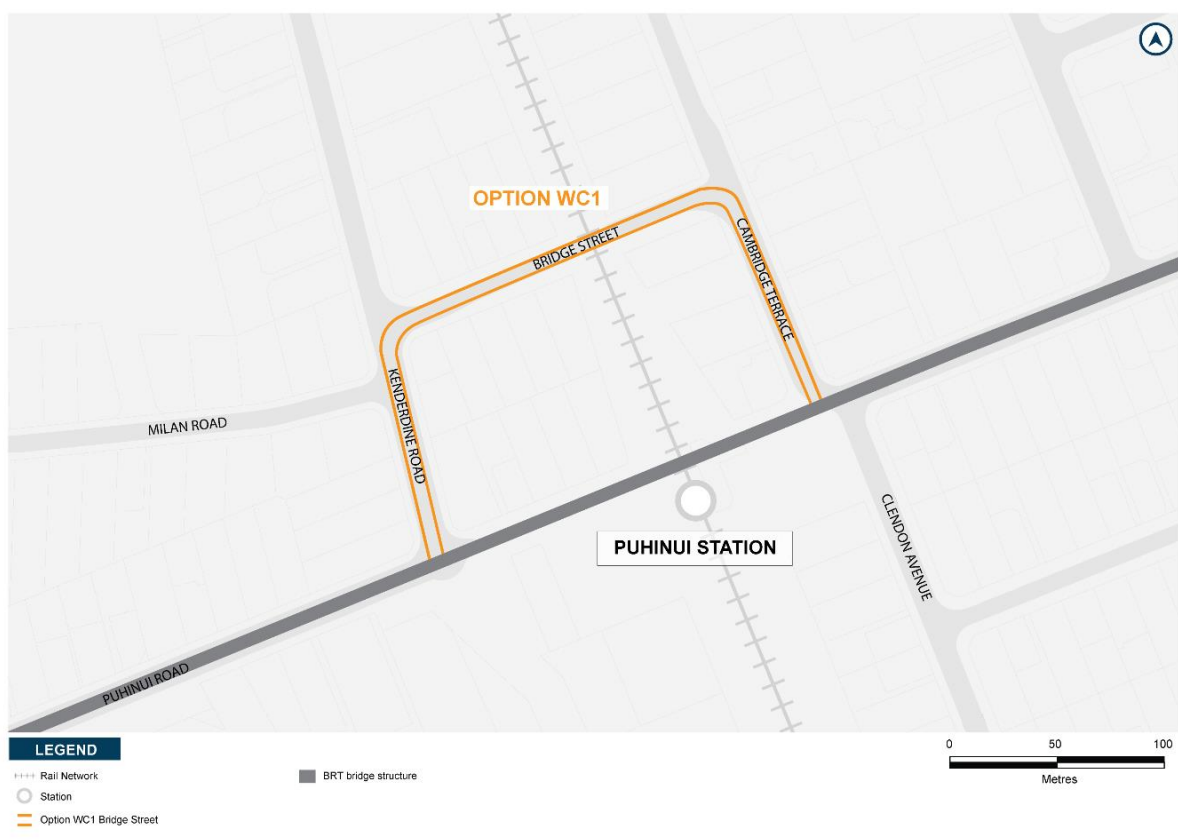 OPTION WC1
BRIDGE STREET
CAMBRIDGE TERRACE
KENDERDINE ROAD
MILAN ROAD
CLENDON AVENUE
PUHINUI STATION
PUHINUI ROAD
LEGEND
Rail Network
Station
Option WC1 Bridge Street
BRT bridge structure
0 50 100
Metres